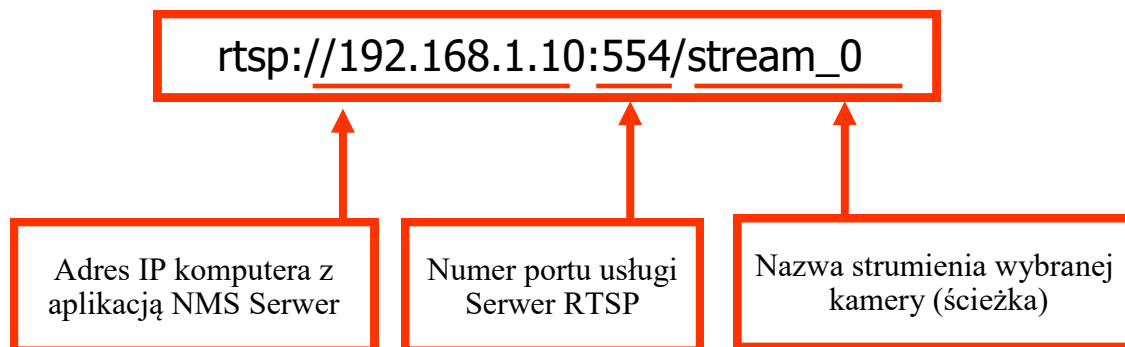 rtsp://192.168.1.10:554/stream_0
Adres IP komputera z
aplikacją NMS Serwer
Numer portu usługi
Serwer RTSP
Nazwa strumienia wybranej
kamery (ścieżka)